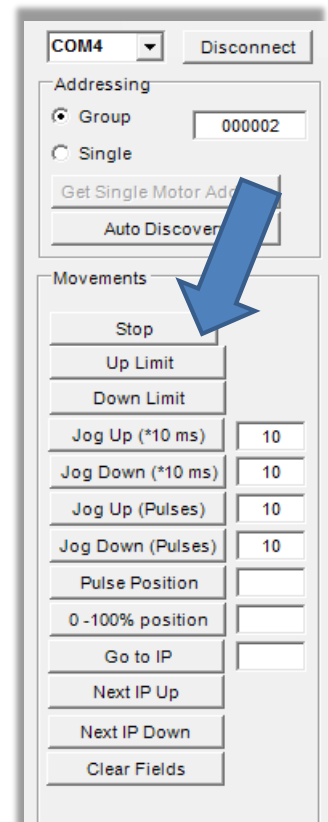 COM4 Disconnect
Addressing
Group 000002
Single
Get Single Motor
Auto Discover
Movements
Stop
Up Limit
Down Limit
Jog Up (*10 ms) 10
Jog Down (*10 ms) 10
Jog Up (Pulses) 10
Jog Down (Pulses) 10
Pulse Position
0 -100% position
Go to IP
Next IP Up
Next IP Down
Clear Fields